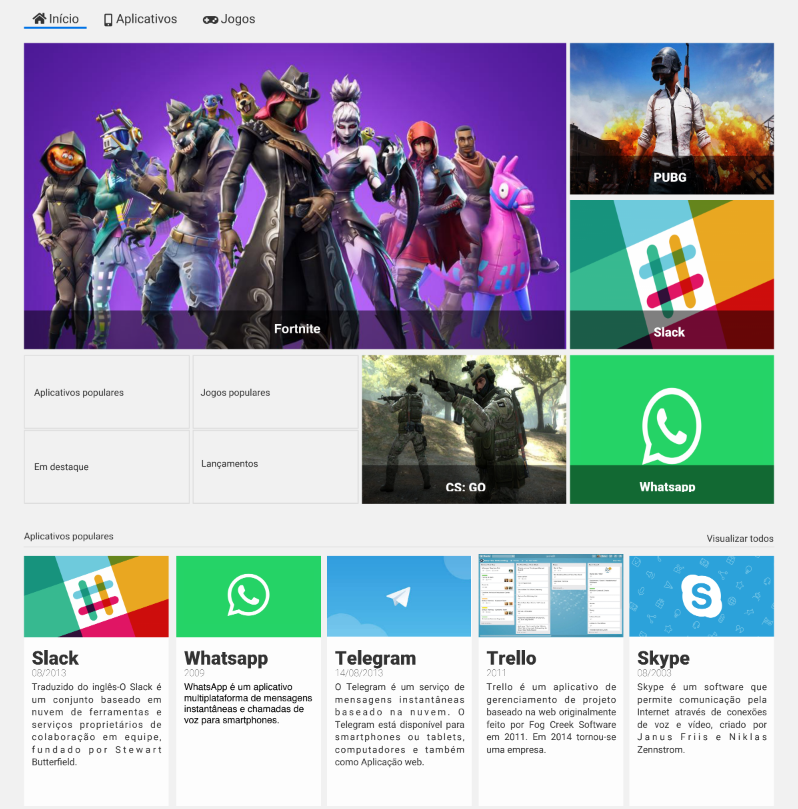 Início Aplicativos Jogos
PUBG
Fortnite
Slack
Aplicativos populares
Jogos populares
Em destaque
Lançamentos
CS: GO
Whatsapp
Aplicativos populares
Visualizar todos
Slack
08/2013
Traduzido do inglês-O Slack é
um conjunto baseado em
nuvem de ferramentas e
serviços proprietários de
colaboração em equipe,
fundado por Stewart
Butterfield.
Whatsapp
2009
WhatsApp é um aplicativo
multiplataforma de mensagens
instantâneas e chamadas de
voz para smartphones.
Telegram
14/08/2013
O Telegram é um serviço de
mensagens instantâneas
baseado na nuvem. O
Telegram está disponível para
smartphones ou tablets,
computadores e também
como Aplicação web.
Trello
2011
Trello é um aplicativo de
gerenciamento de projeto
baseado na web originalmente
feito por Fog Creek Software
em 2011. Em 2014 tornou-se
uma empresa.
Skype
08/2003
Skype é um software que
permite comunicação pela
Internet através de conexões
de voz e vídeo, criado por
Janus Friis e Niklas
Zennstrom.